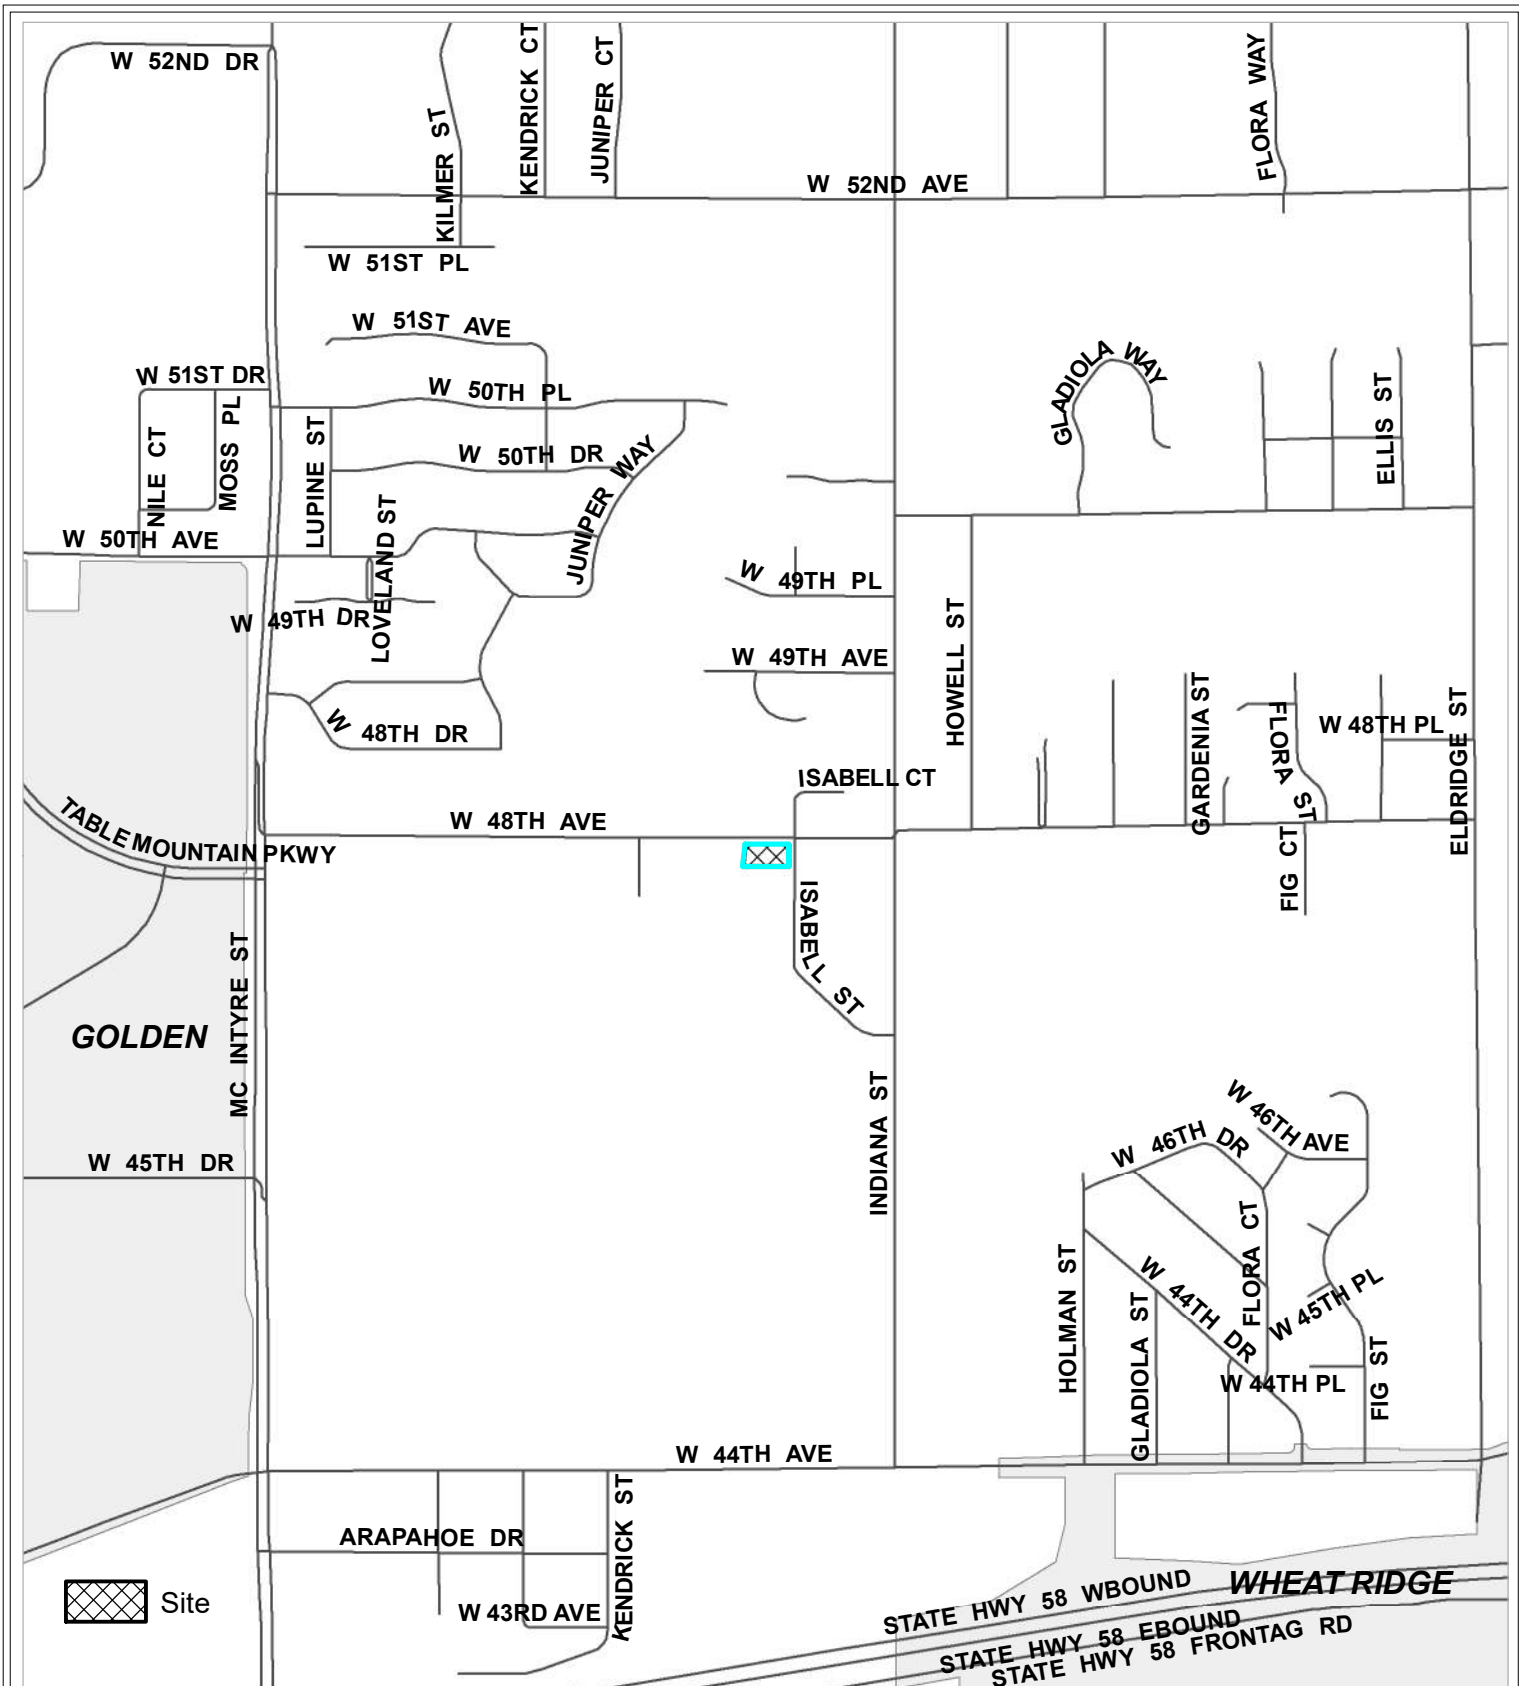 W 52ND DR
KILMER ST
KENDRICK CT
JUNIPER CT
FLORA WAY
W 52ND AVE
W 51ST PL
W 51ST AVE
W 51ST DR
W 50TH PL
GLADIOLA WAY
ELLIS ST
NILE CT
MOSS PL
LUPINE ST
W 50TH DR
JUNIPER WAY
W 50TH AVE
LOVELAND ST
W 49TH DR
W 49TH PL
W 49TH AVE
HOWELL ST
W 48TH DR
GARDENIA ST
FLORA ST
W 48TH PL
ELDRIDGE ST
ISABELL CT
W 48TH AVE
TABLE MOUNTAIN PKWY
FIG CT
ISABELL ST
MC INTYRE ST
GOLDEN
INDIANA ST
W 45TH DR
W 46TH DR
W 46TH AVE
HOLMAN ST
GLADIOLA ST
W 44TH DR
FLORA CT
W 45TH PL
W 44TH PL
FIG ST
W 44TH AVE
ARAPAHOE DR
KENDRICK ST
W 43RD AVE
Site
WHEAT RIDGE
STATE HWY 58 WBOUND
STATE HWY 58 EBOUND
STATE HWY 58 FRONTAG RD